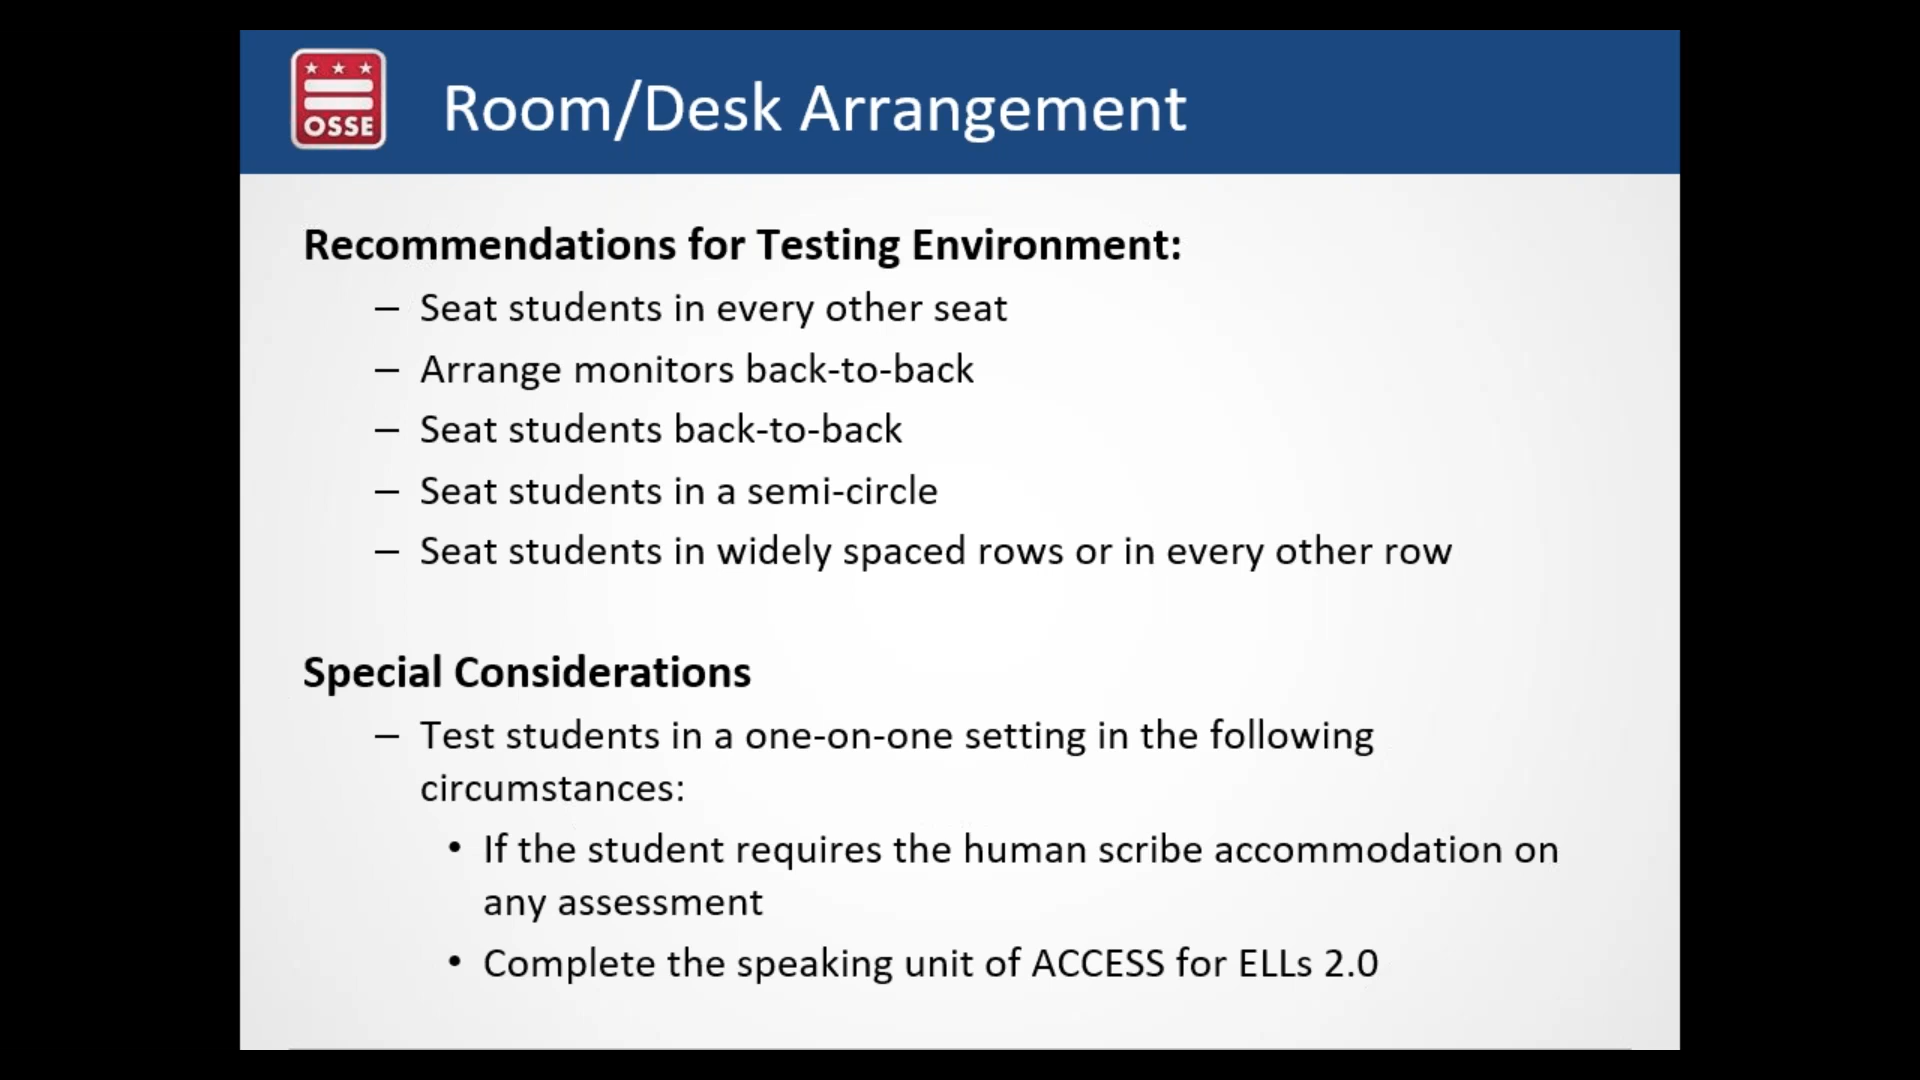 OSSE
Room/Desk Arrangement
Recommendations for Testing Environment:
– Seat students in every other seat
– Arrange monitors back-to-back
– Seat students back-to-back
– Seat students in a semi-circle
– Seat students in widely spaced rows or in every other row
Special Considerations
– Test students in a one-on-one setting in the following
circumstances:
• If the student requires the human scribe accommodation on
any assessment
• Complete the speaking unit of ACCESS for ELLs 2.0